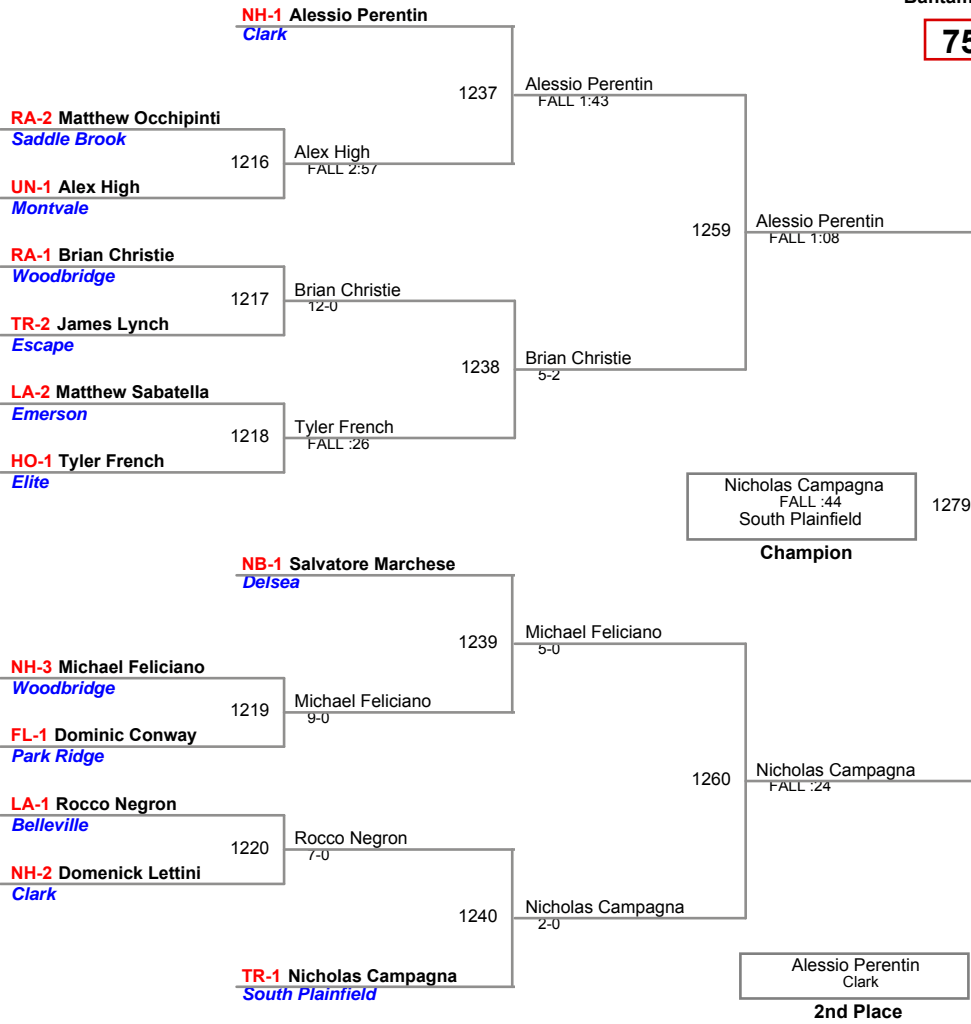 Bantam
75
NH-1 Alessio Perentin
Clark
1237
Alessio Perentin
FALL 1:43
RA-2 Matthew Occhipinti
Saddle Brook
1216
Alex High
FALL 2:57
UN-1 Alex High
Montvale
1259
Alessio Perentin
FALL 1:08
RA-1 Brian Christie
Woodbridge
1217
Brian Christie
12-0
TR-2 James Lynch
Escape
1238
Brian Christie
5-2
LA-2 Matthew Sabatella
Emerson
1218
Tyler French
FALL :26
HO-1 Tyler French
Elite
Nicholas Campagna
FALL :44
South Plainfield
1279
Champion
NB-1 Salvatore Marchese
Delsea
1239
Michael Feliciano
5-0
NH-3 Michael Feliciano
Woodbridge
1219
Michael Feliciano
9-0
FL-1 Dominic Conway
Park Ridge
1260
Nicholas Campagna
FALL :24
LA-1 Rocco Negron
Belleville
1220
Rocco Negron
7-0
NH-2 Domenick Lettini
Clark
1240
Nicholas Campagna
2-0
TR-1 Nicholas Campagna
South Plainfield
Alessio Perentin
Clark
2nd Place